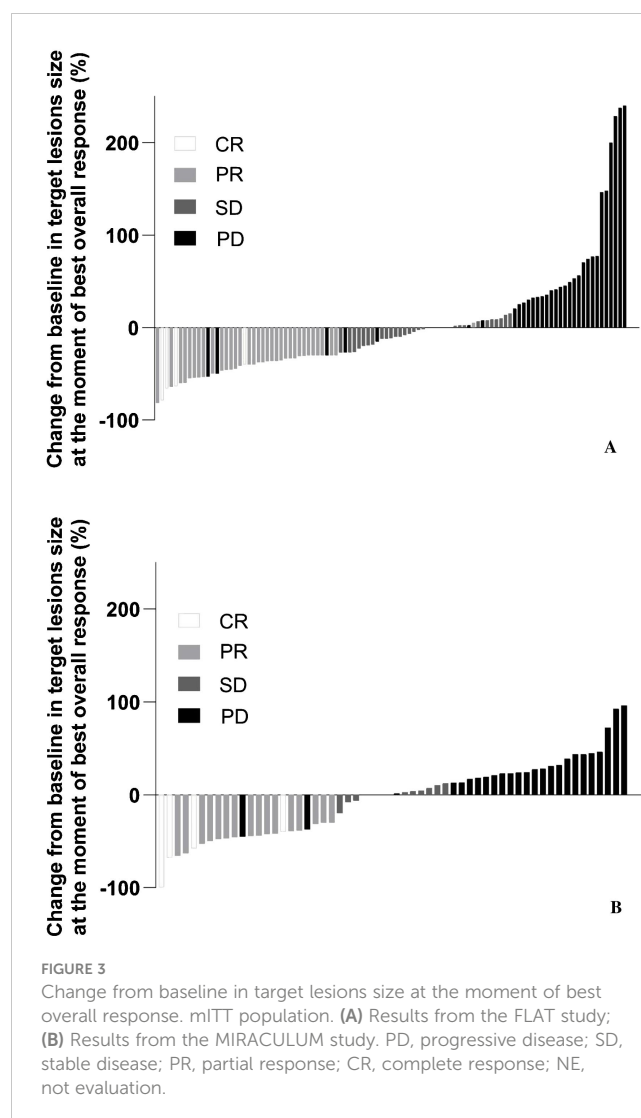 Change from baseline in terget lesions size
at the moment of best overall response (%)
200
100
0
-100
CR
PR
SD
PD
A
Change from baseline in terget lesions size
at the moment of best overall response (%)
200
100
0
-100
CR
PR
SD
PD
B
FIGURE 3
Change from baseline in target lesions size at the moment of best
overall response. mITT population. (A) Results from the FLAT study;
(B) Results from the MIRACULUM study. PD, progressive disease; SD,
stable disease; PR, partial response; CR, complete response; NE,
not evaluation.